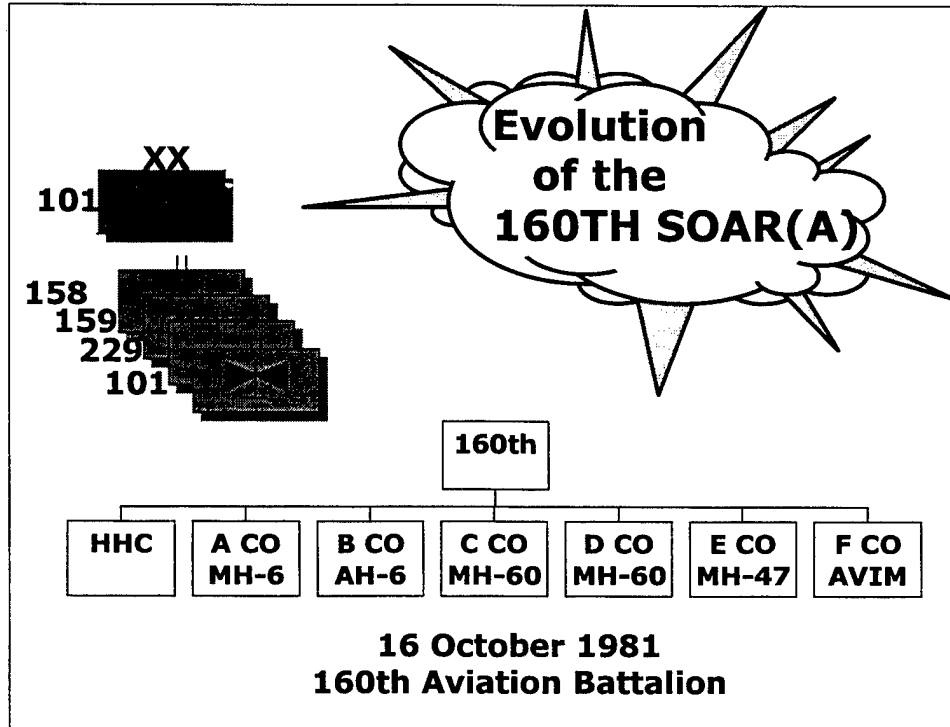 Evolution
of the
160TH SOAR(A)
XX
101
||
158
159
229
101
160th
HHC
A CO
MH-6
B CO
AH-6
C CO
MH-60
D CO
MH-60
E CO
MH-47
F CO
AVIM
16 October 1981
160th Aviation Battalion